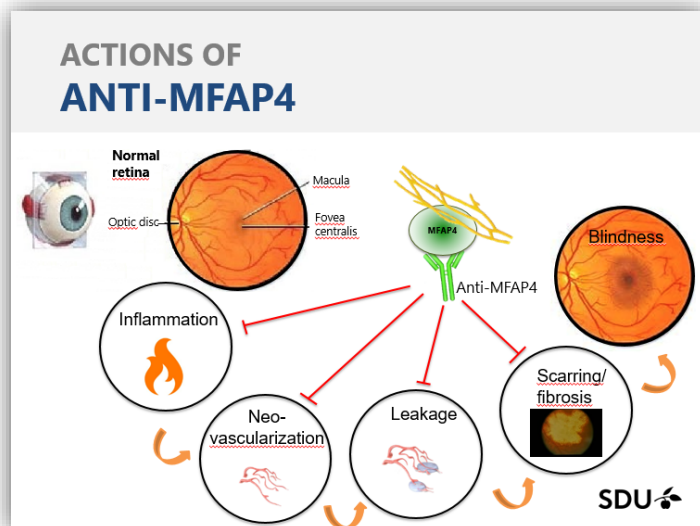 ACTIONS OF
ANTI-MFAP4
Normal
retina
Macula
Optic disc
Fovea
centralis
MFAP4
Anti-MFAP4
Blindness
Inflammation
Neo-
vascularization
Leakage
Scarring/
fibrosis
SDU